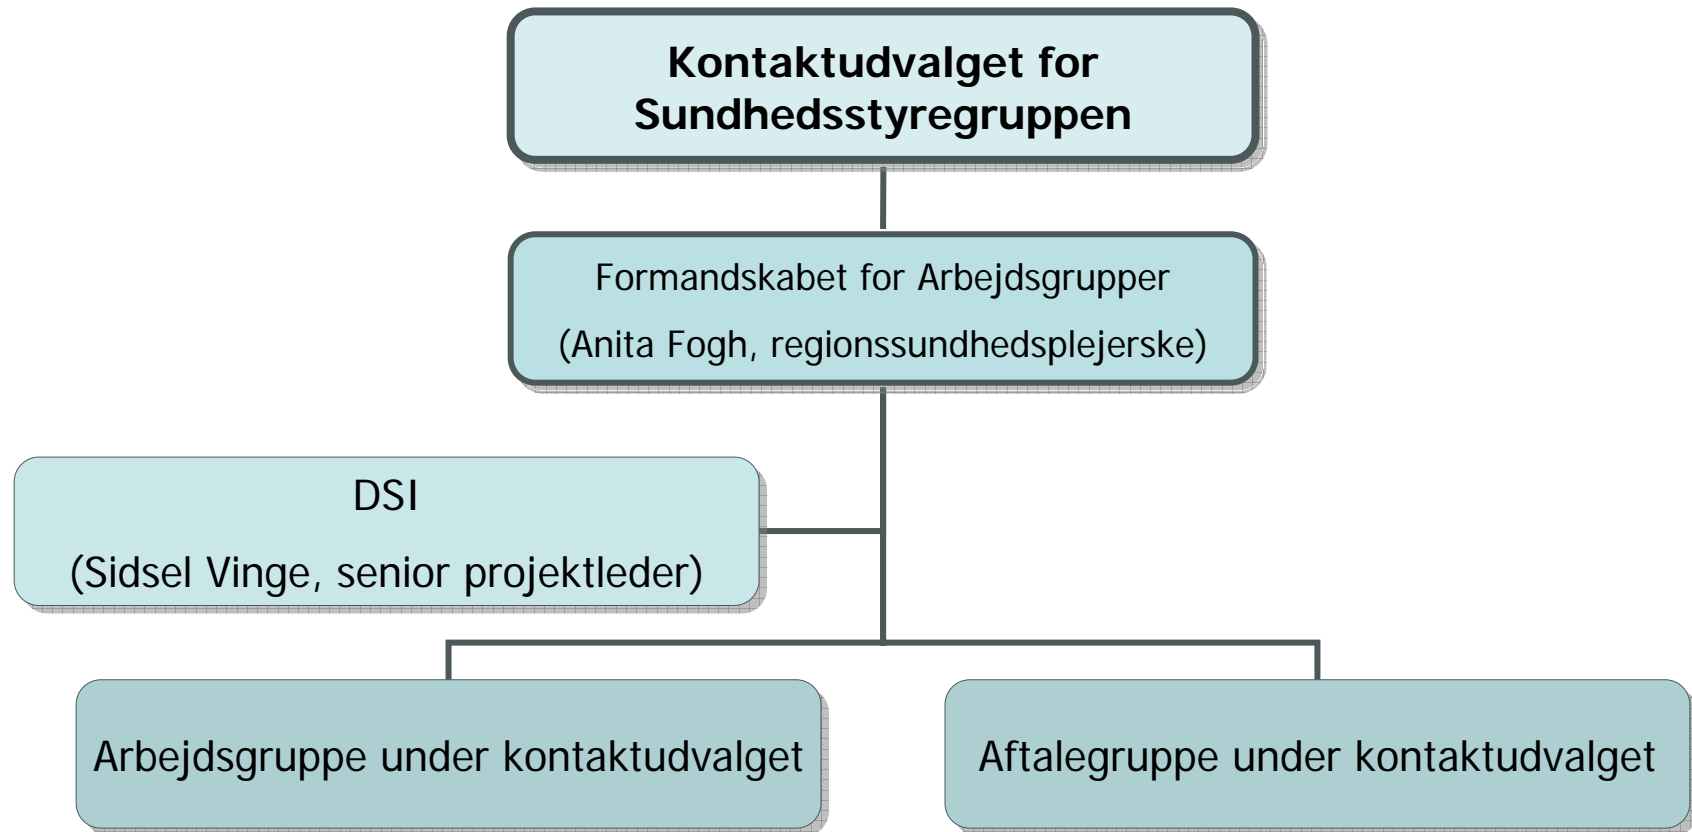 Kontaktudvalget for
Sundhedsstyregruppen
Formandskabet for Arbejdsgrupper
(Anita Fogh, regionssundhedsplejerske)
DSI
(Sidsel Vinge, senior projektleder)
Arbejdsgruppe under kontaktudvalget
Aftalegruppe under kontaktudvalget